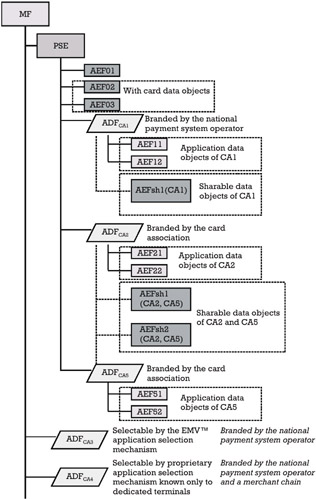 MF
PSE
AEF01
AEF02
With card data objects
AEF03
ADFCA1
Branded by the national
payment system operator
AEF11
AEF12
Application data
objects of CA1
AEFsh1(CA1)
Sharable data
objects of CA1
ADFCA2
Branded by the card
association
AEF21
AEF22
Application data
objects of CA2
AEFsh1
(CA2, CA5)
AEFsh2
(CA2, CA5)
Sharable data objects
of CA2 and CA5
ADFCA5
Branded by the card
association
AEF51
AEF52
Application data
objects of CA5
ADFCA3
Selectable by the EMV™
application selection
mechanism
Branded by the national
payment system operator
ADFCA4
Selectable by proprietary
application selection
mechanism known only to
dedicated terminals
Branded by the national
payment system operator
and a merchant chain